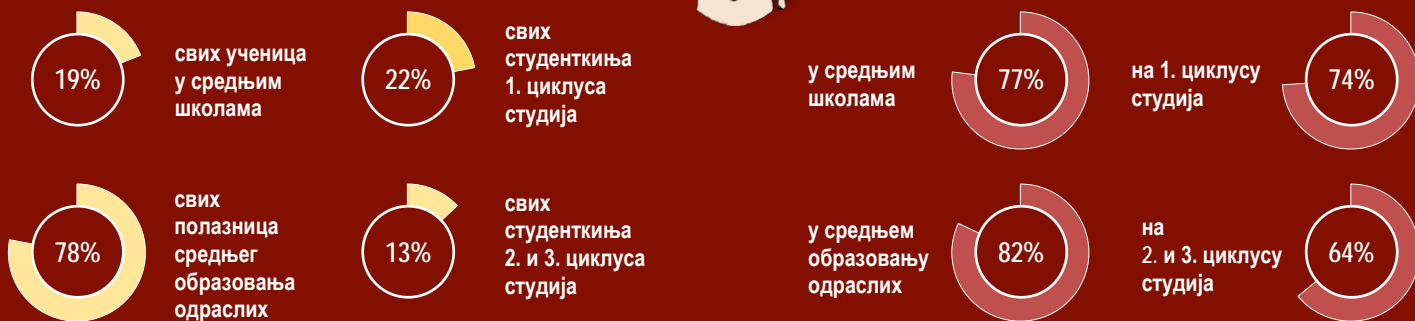 19%
свих ученица
у средњим
школама
22%
свих
студенткиња
1. циклуса
студија
у средњим
школама
77%
на 1. циклусу
студија
74%
78%
свих
полазница
средњег
образовања
одраслих
13%
свих
студенткиња
2. и 3. циклуса
студија
у средњем
образовању
одраслих
82%
на
2. и 3. циклусу
студија
64%